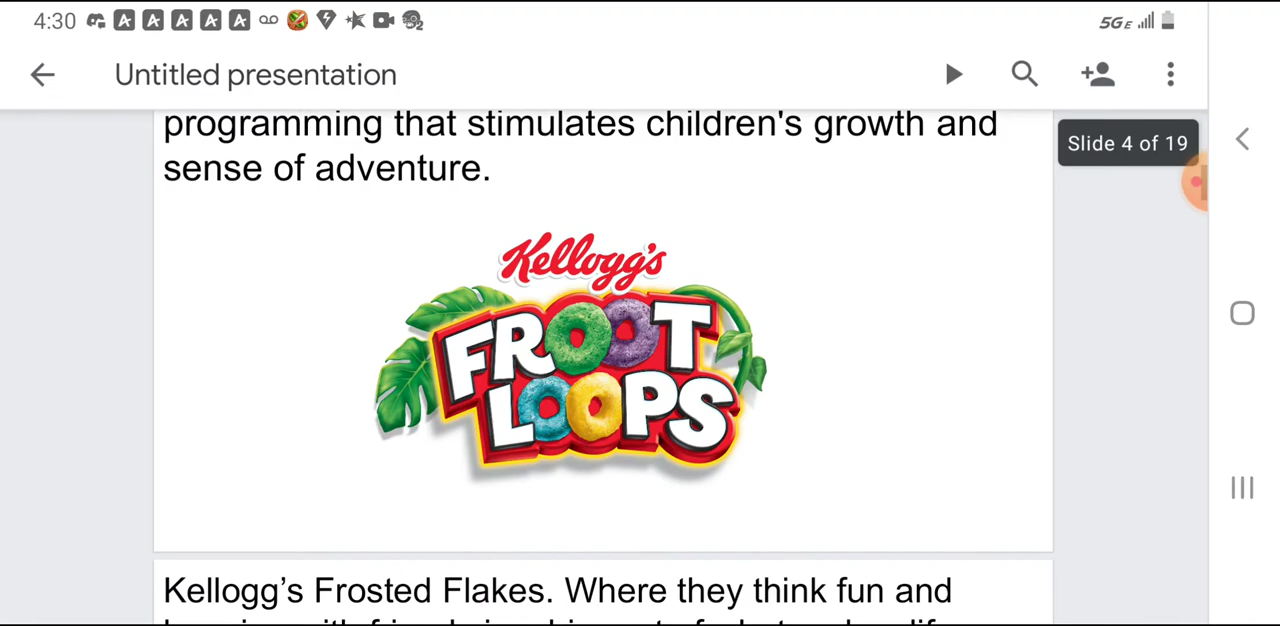 4:30
5GE
Untitled presentation
programming that stimulates children's growth and
Slide 4 of 19
sense of adventure.
Kellogg's
FROOT
LOOPS
Kellogg’s Frosted Flakes. Where they think fun and